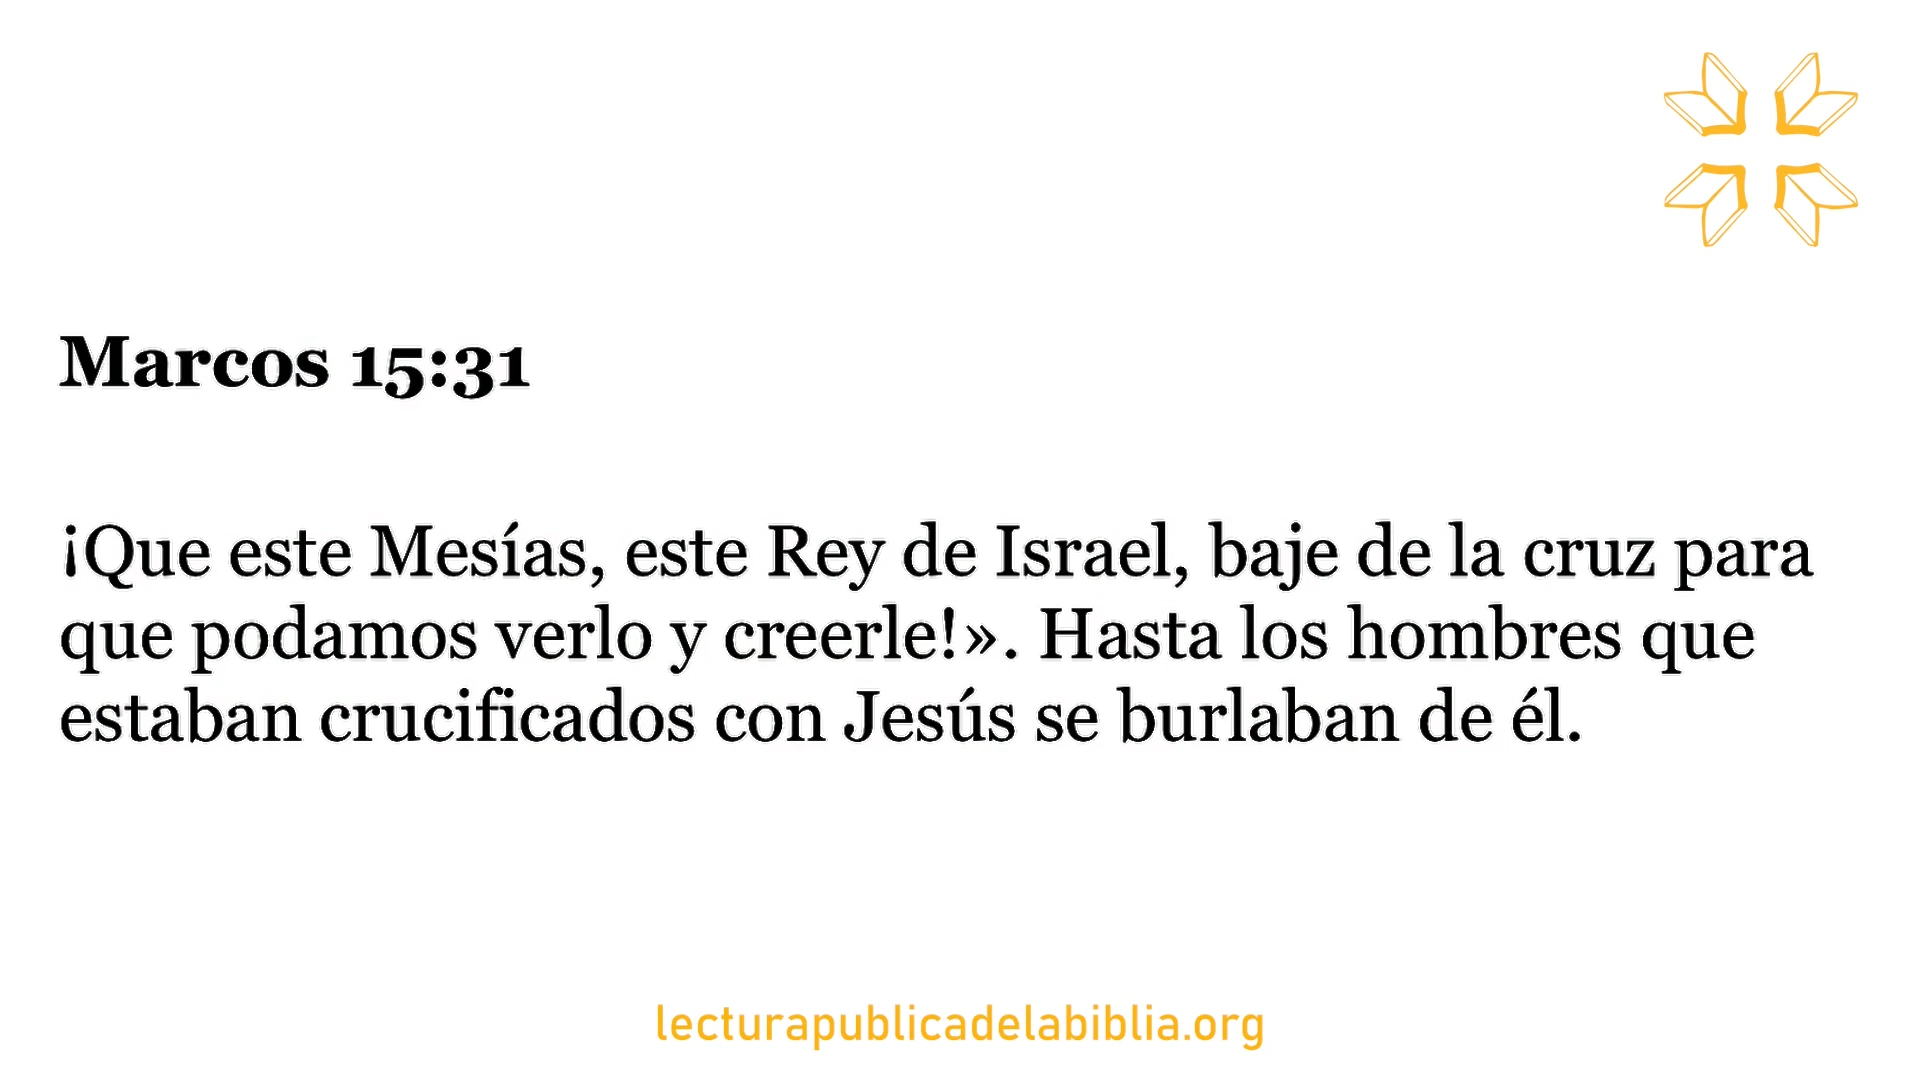 Marcos 15:31
¡Que este Mesías, este Rey de Israel, baje de la cruz para
que podamos verlo y creerle!». Hasta los hombres que
estaban crucificados con Jesús se burlaban de él.
lecturapublicadelabiblia.org